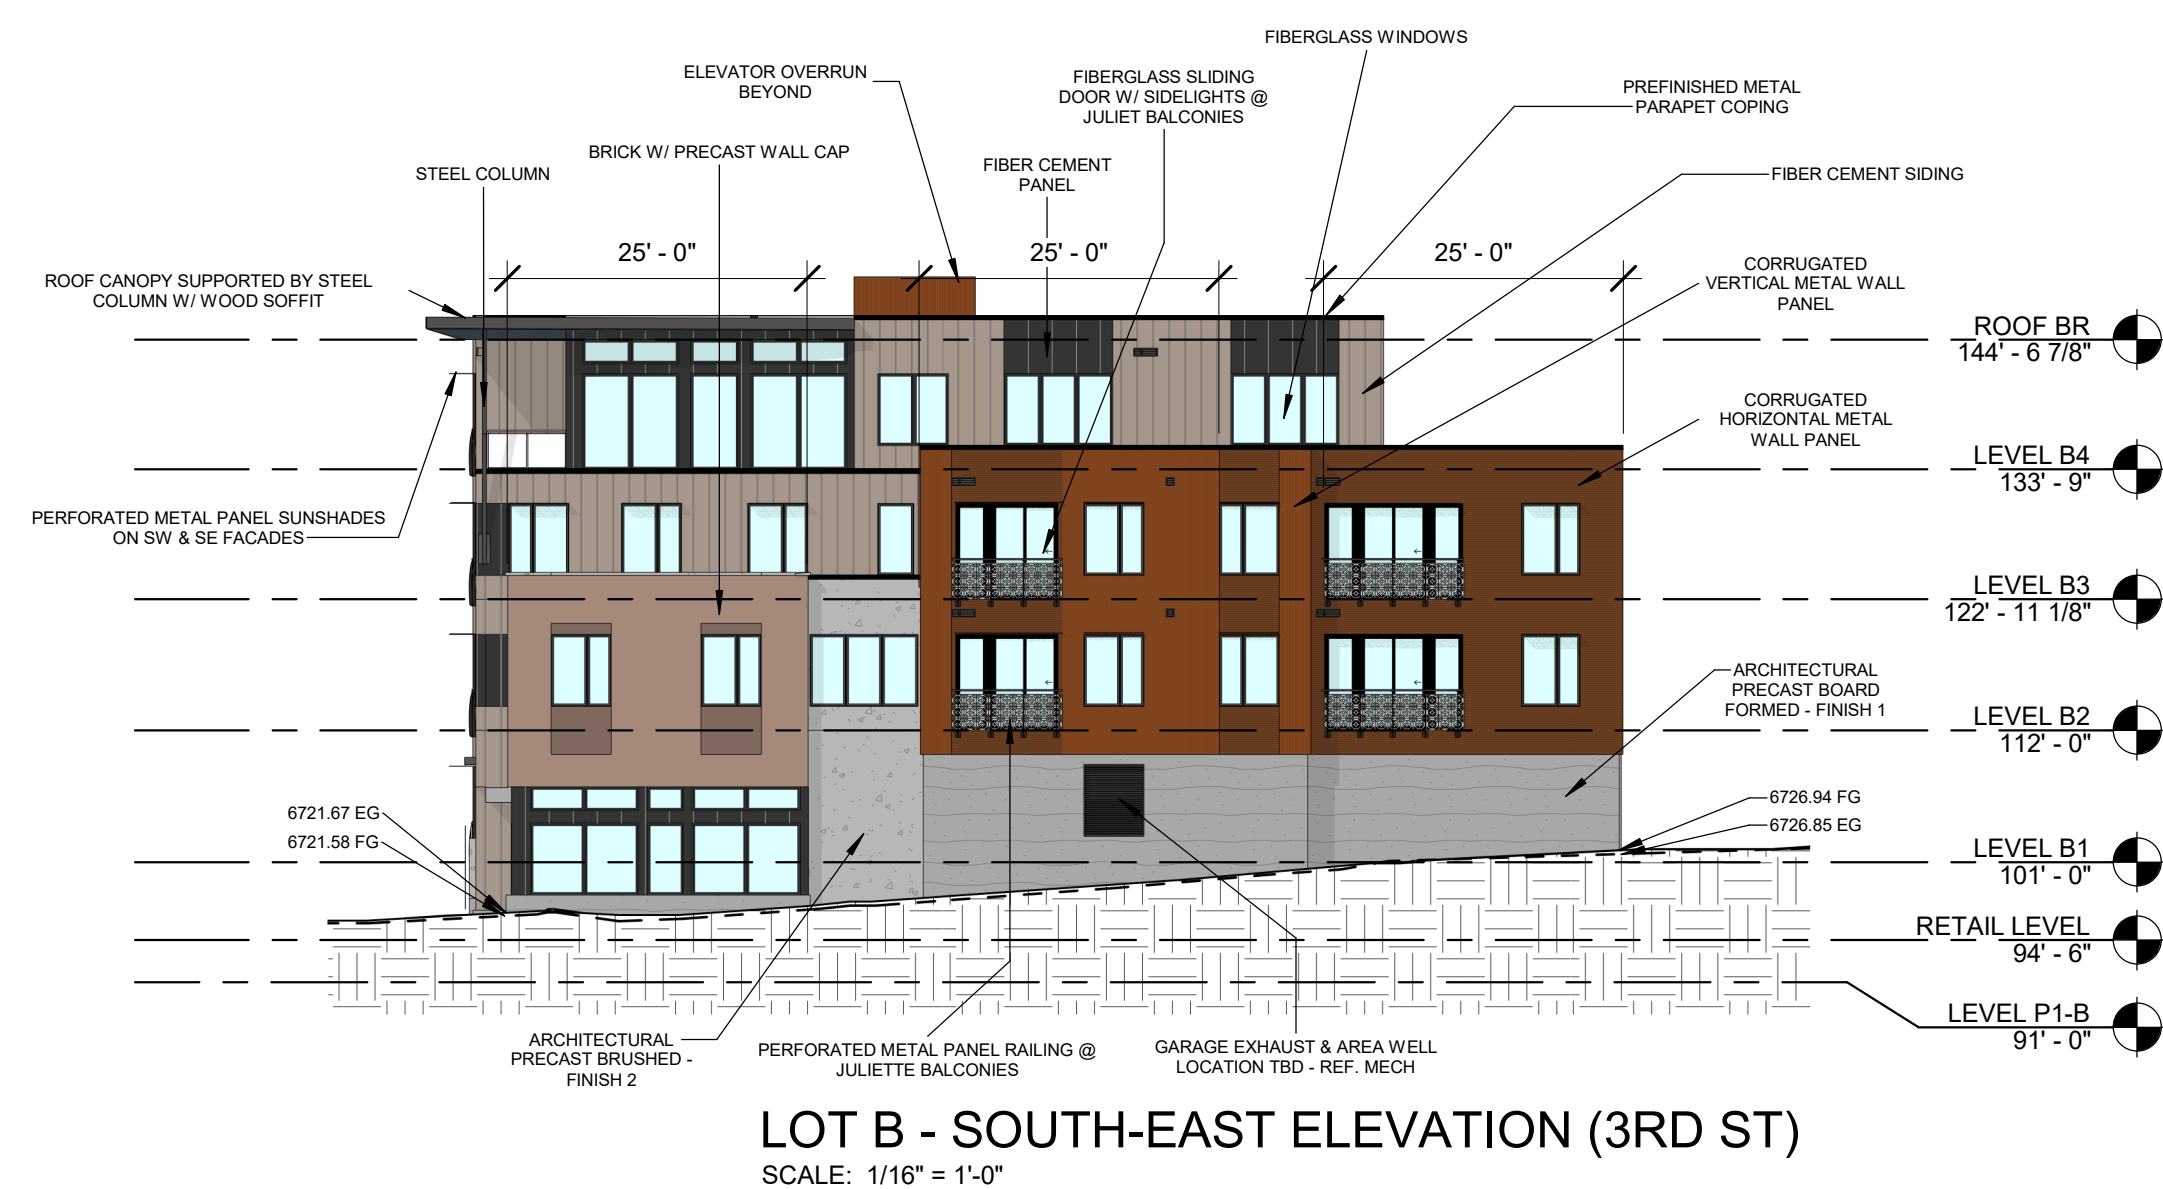 FIBERGLASS WINDOWS
ELEVATOR OVERRUN
BEYOND
FIBERGLASS SLIDING
DOOR W/ SIDELIGHTS @
JULIET BALCONIES
PREFINISHED METAL
PARAPET COPING
BRICK W/ PRECAST WALL CAP
STEEL COLUMN
FIBER CEMENT
PANEL
FIBER CEMENT SIDING
25' - 0"
25' - 0"
25' - 0"
ROOF CANOPY SUPPORTED BY STEEL
COLUMN W/ WOOD SOFFIT
CORRUGATED
VERTICAL METAL WALL
PANEL
ROOF BR
144' - 6 7/8"
CORRUGATED
HORIZONTAL METAL
WALL PANEL
LEVEL B4
133' - 9"
PERFORATED METAL PANEL SUNSHADES
ON SW & SE FACADES
LEVEL B3
122' - 11 1/8"
ARCHITECTURAL
PRECAST BOARD
FORMED - FINISH 1
LEVEL B2
112' - 0"
6721.67 EG
6721.58 FG
6726.94 FG
6726.85 EG
LEVEL B1
101' - 0"
RETAIL LEVEL
94' - 6"
LEVEL P1-B
91' - 0"
ARCHITECTURAL
PRECAST BRUSHED -
FINISH 2
PERFORATED METAL PANEL RAILING @
JULIETTE BALCONIES
GARAGE EXHAUST & AREA WELL
LOCATION TBD - REF. MECH
LOT B - SOUTH-EAST ELEVATION (3RD ST)
SCALE: 1/16" = 1'-0"